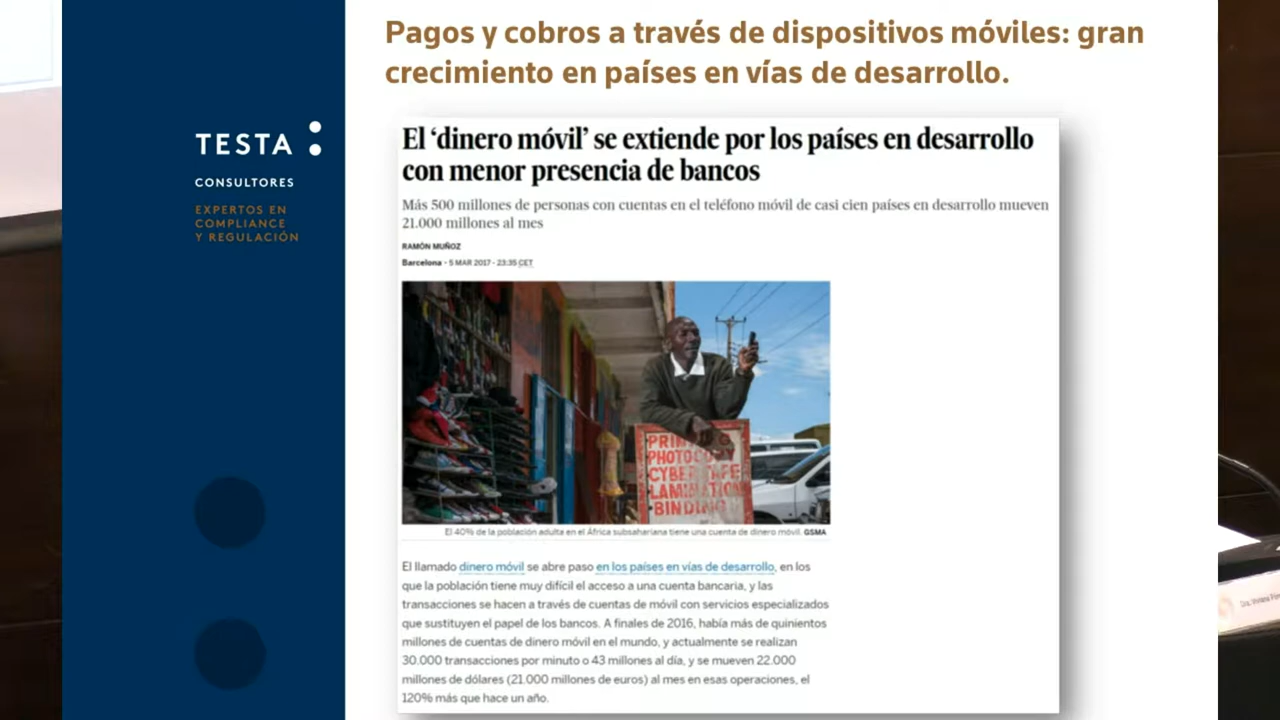 Pagos y cobros a través de dispositivos móviles: gran
crecimiento en países en vías de desarrollo.
TESTA
CONSULTORES
EXPERTOS EN
COMPLIANCE
Y REGULACIÓN
El ‘dinero móvil’ se extiende por los países en desarrollo
con menor presencia de bancos
Más 500 millones de personas con cuentas en el teléfono móvil de casi cien países en desarrollo mueven
21.000 millones al mes
RAMÓN MUÑOZ
Barcelona - 5 MAR 2017 - 23:35 CET
PRINTING
PHOTOCOPY
CYBER CAFE
LAMINATION
BINDING
El 40% de la población adulta en el África subsahariana tiene una cuenta de dinero móvil. GSMA
El llamado dinero móvil se abre paso en los países en vías de desarrollo, en los
que la población tiene muy difícil el acceso a una cuenta bancaria, y las
transacciones se hacen a través de cuentas de móvil con servicios especializados
que sustituyen el papel de los bancos. A finales de 2016, había más de quinientos
millones de cuentas de dinero móvil en el mundo, y actualmente se realizan
30.000 transacciones por minuto o 43 millones al día, y se mueven 22.000
millones de dólares (21.000 millones de euros) al mes en esas operaciones, el
120% más que hace un año.